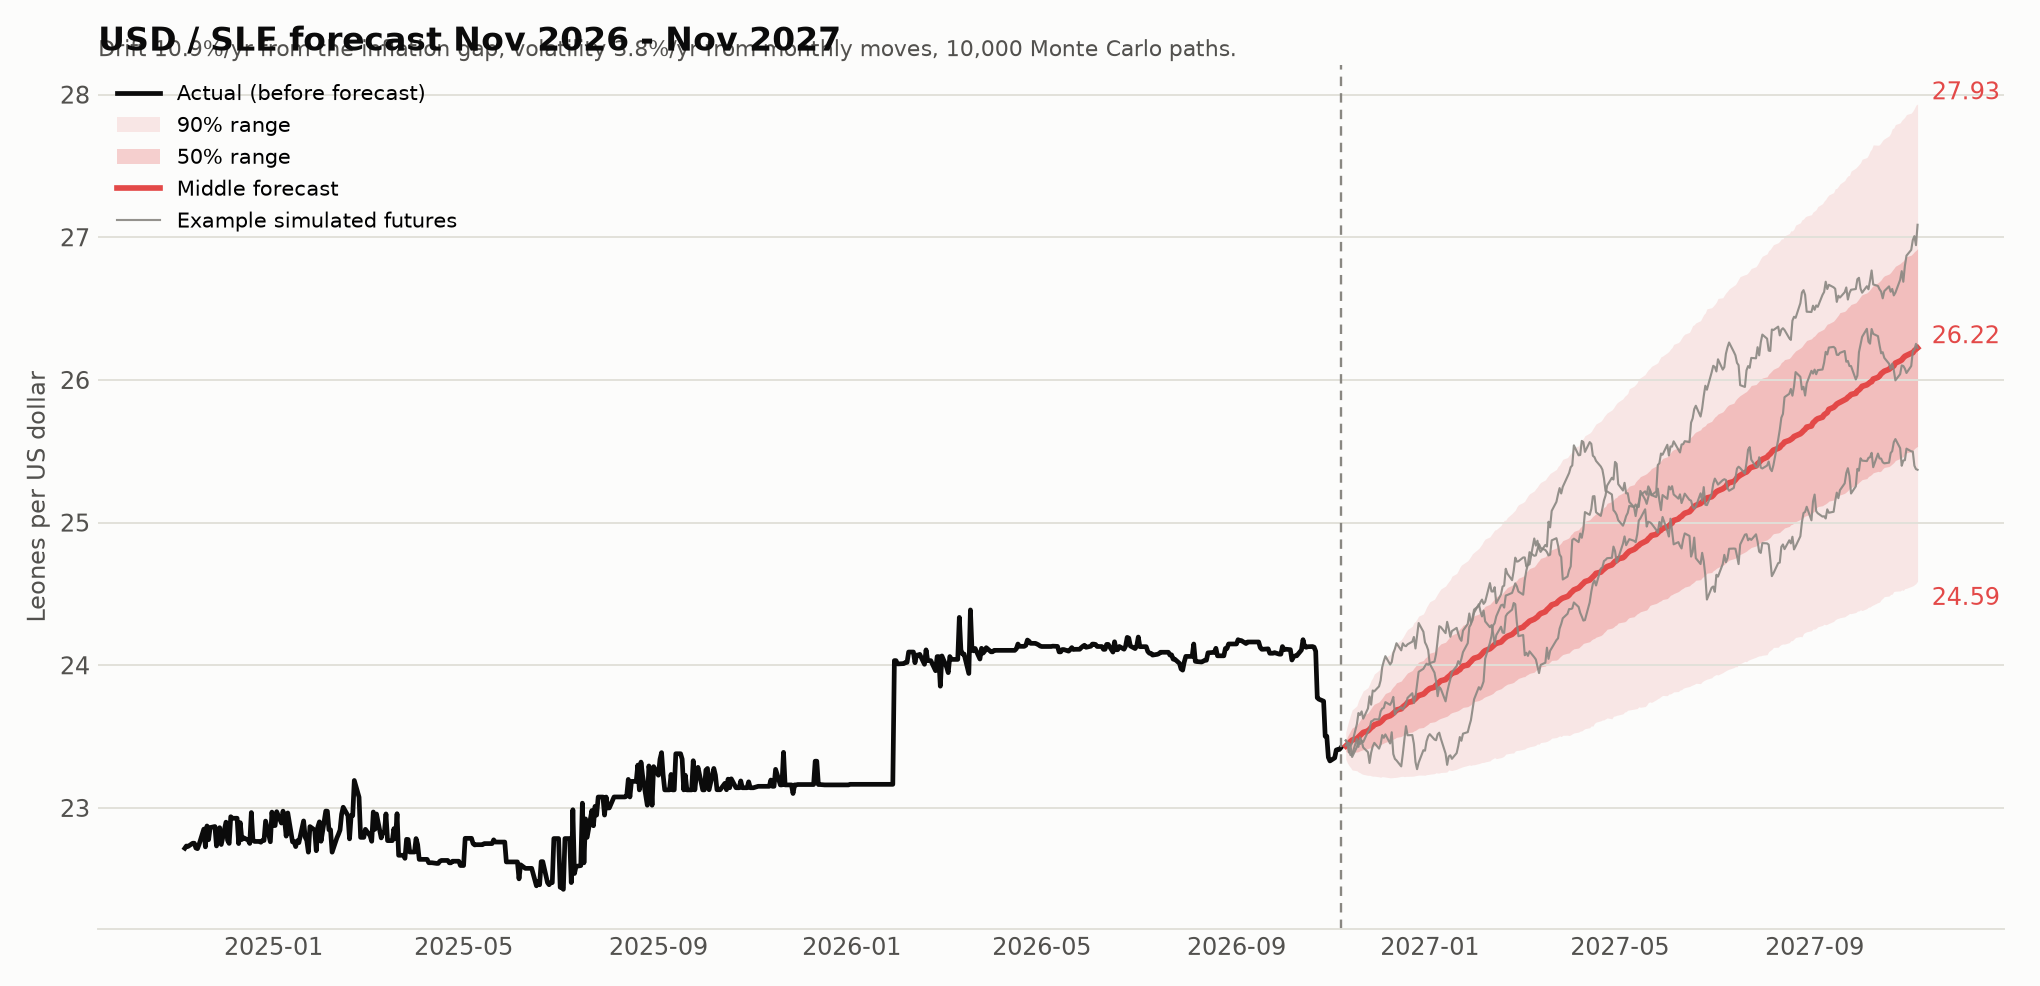 USD / SLE forecast Nov 2026 - Nov 2027
Drift 10.9%/yr from the inflation gap, volatility 3.8%/yr from monthly moves, 10,000 Monte Carlo paths.
Actual (before forecast)
90% range
50% range
Middle forecast
Example simulated futures
Leones per US dollar
28
27
26
25
24
23
27.93
26.22
24.59
2025-01
2025-05
2025-09
2026-01
2026-05
2026-09
2027-01
2027-05
2027-09